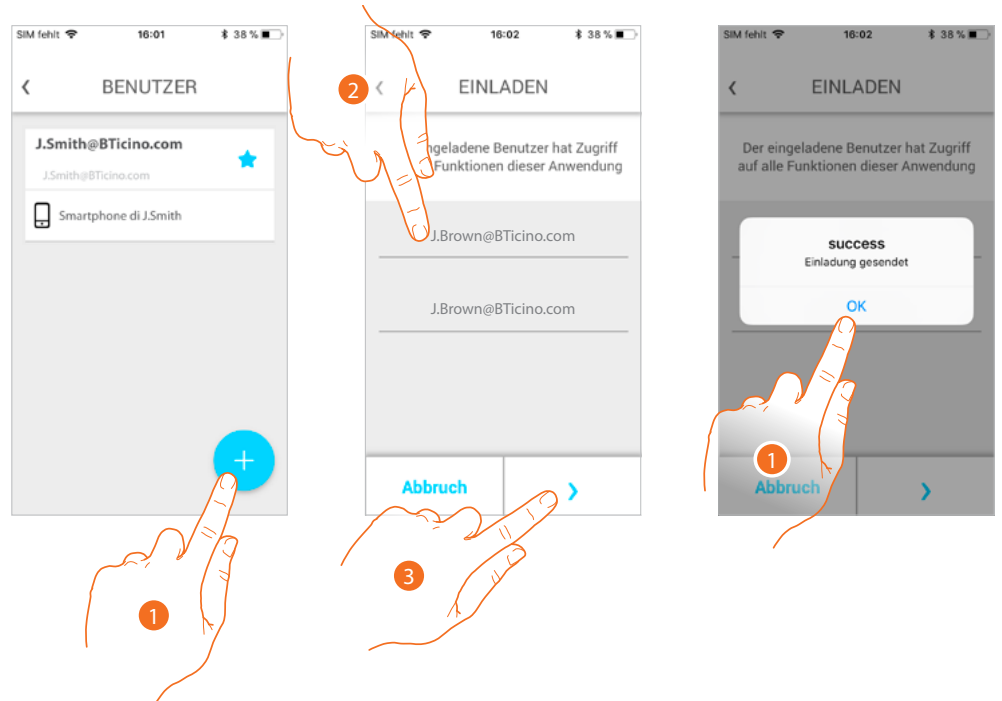 SIM fehlt 16:01 38 %
BENUTZER
J.Smith@BTicino.com
J.Smith@BTicino.com
Smartphone di J.Smith
+
1
SIM fehlt 16:02 38 %
2
EINLADEN
ngeladene Benutzer hat Zugriff
Funktionen dieser Anwendung
J.Brown@BTicino.com
J.Brown@BTicino.com
Abbruch
3
SIM fehlt 16:02 38 %
EINLADEN
Der eingeladene Benutzer hat Zugriff
auf alle Funktionen dieser Anwendung
success
Einladung gesendet
OK
1
Abbruch